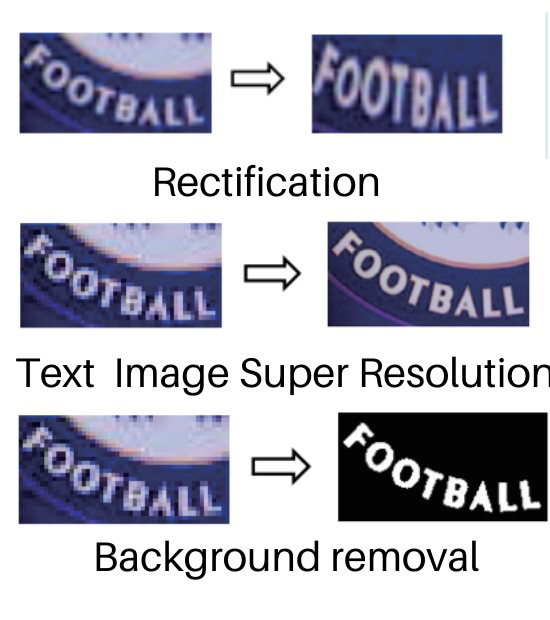 FOOTBALL FOOTBALL
Rectification
FOOTBALL FOOTBALL
Text Image Super Resolution
FOOTBALL FOOTBALL
Background removal